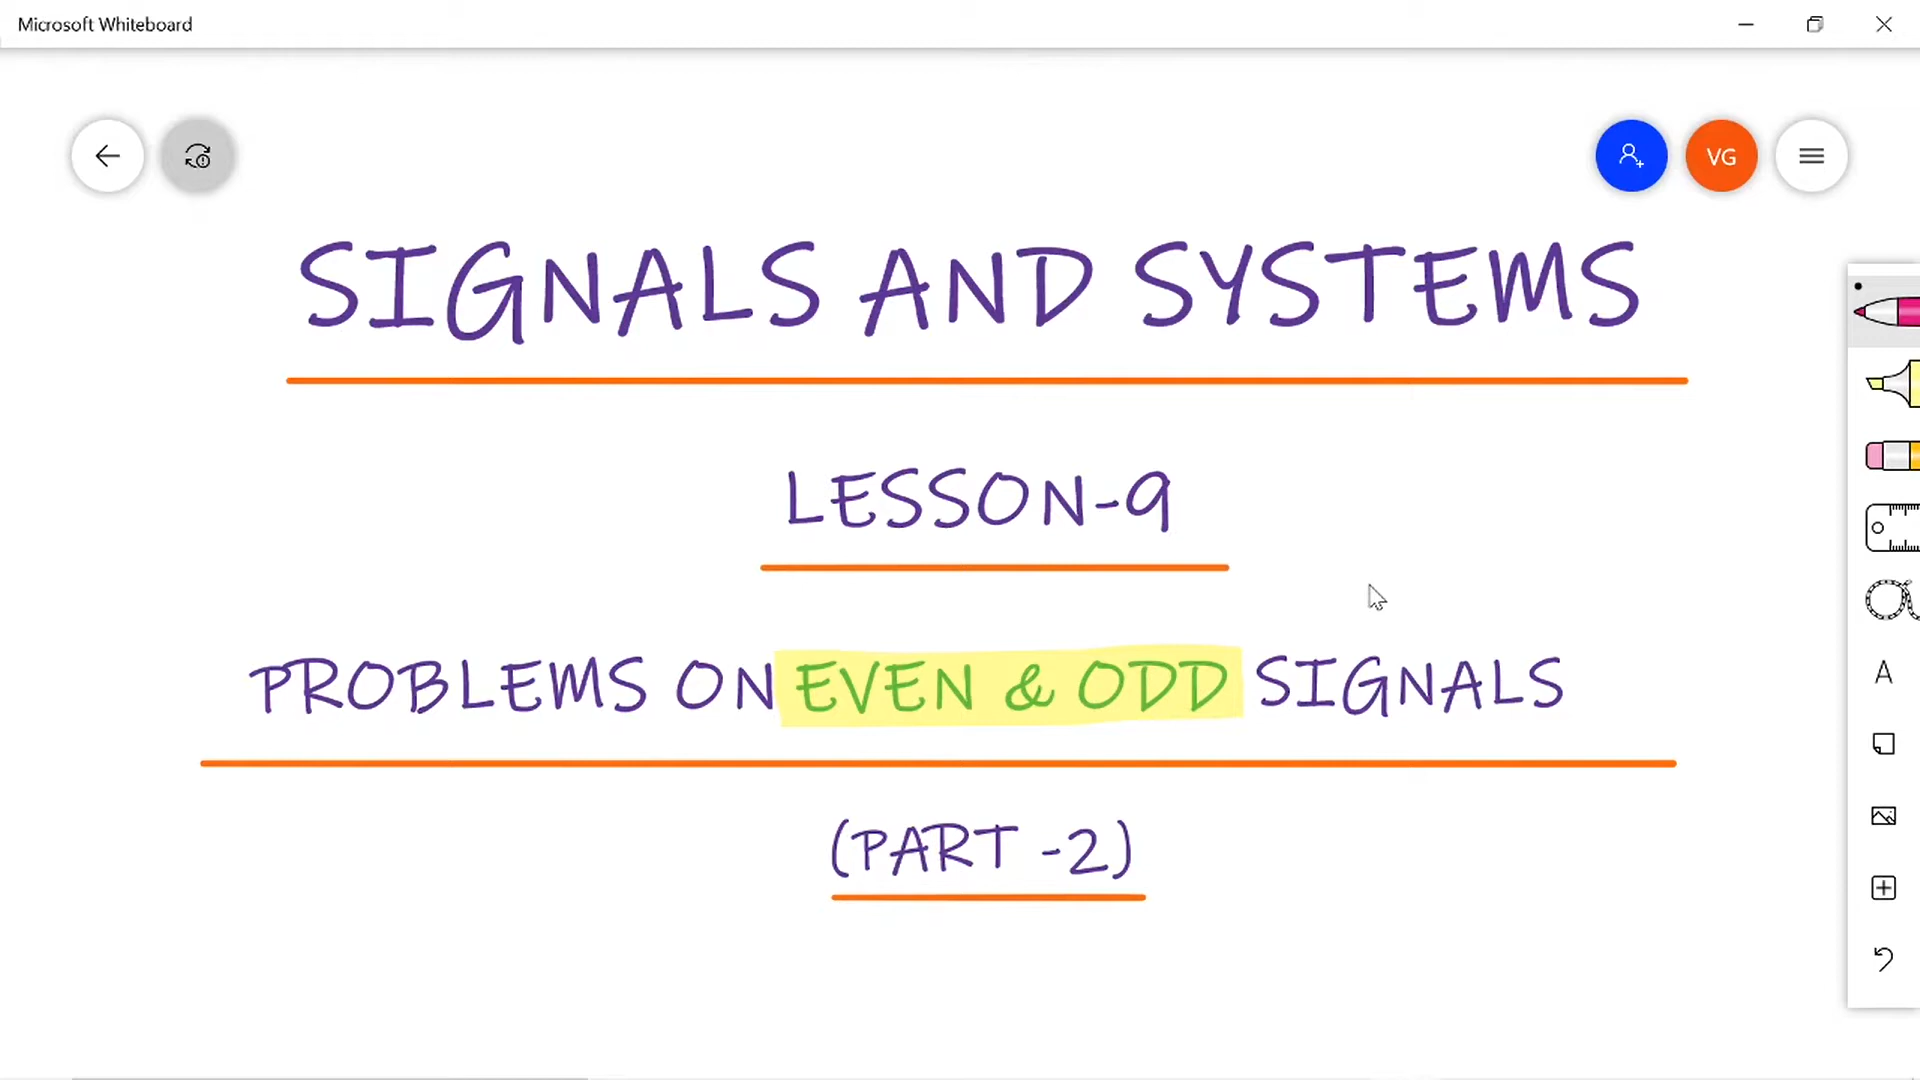 Microsoft Whiteboard
VG
SIGNALS AND SYSTEMS
LESSON-9
PROBLEMS ON EVEN & ODD SIGNALS
(PART -2)
A